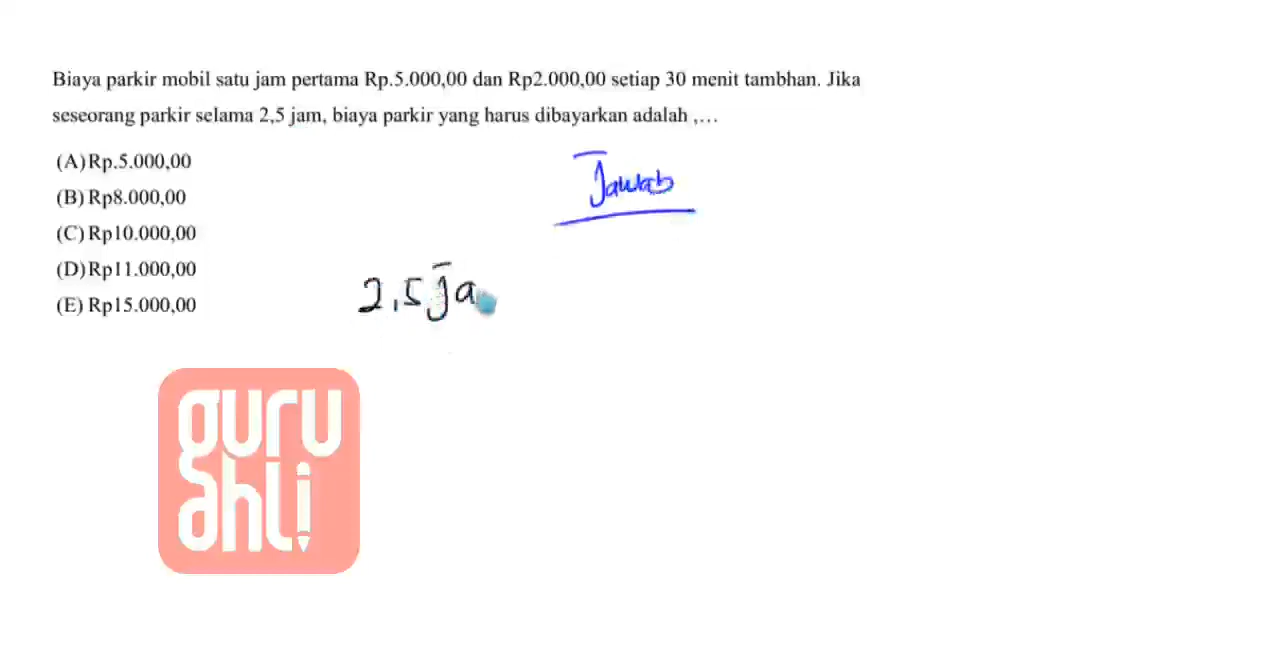 Biaya parkir mobil satu jam pertama Rp.5.000,00 dan Rp2.000,00 setiap 30 menit tambhan. Jika
seseorang parkir selama 2,5 jam, biaya parkir yang harus dibayarkan adalah ,…
(A) Rp.5.000,00
(B) Rp8.000,00
(C) Rp10.000,00
(D) Rp11.000,00
(E) Rp15.000,00
Jawab
2,5 ja
guru
ahli